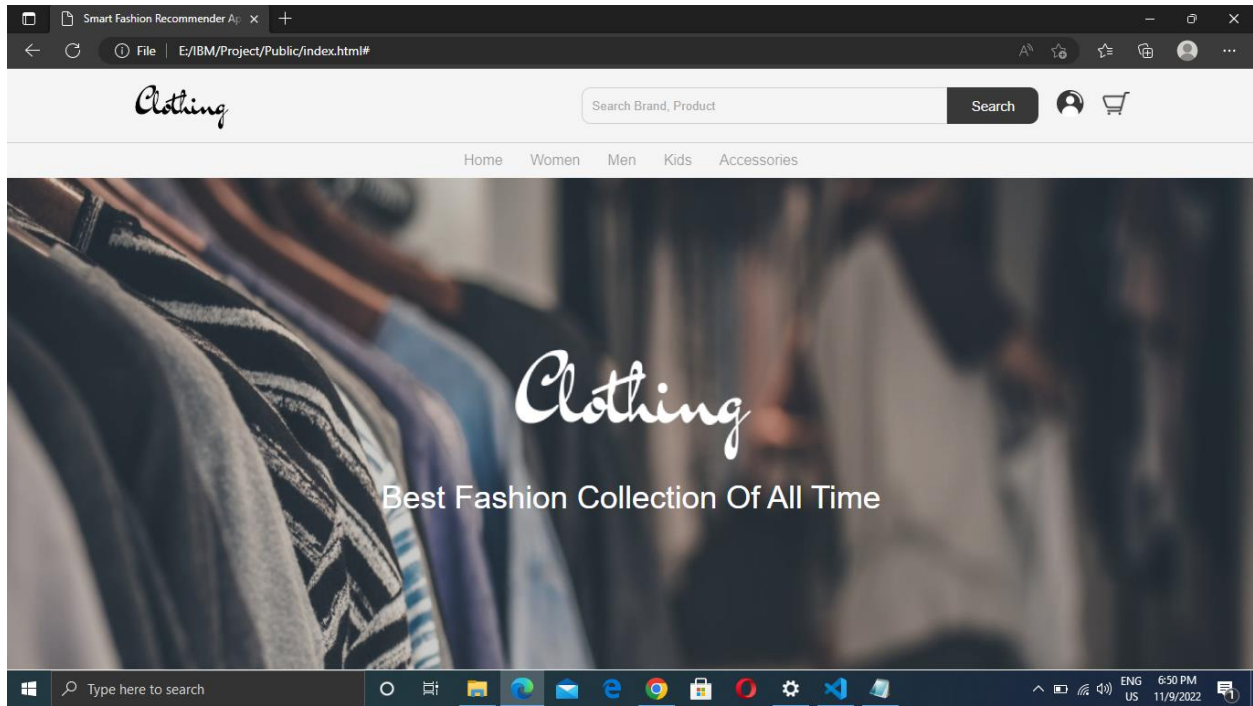 Smart Fashion Recommender Ap
File | E:/IBM/Project/Public/index.html#
Clothing
Search Brand, Product
Search
Home Women Men Kids Accessories
Clothing
Best Fashion Collection Of All Time
Type here to search
ENG 6:50 PM
US 11/9/2022
1